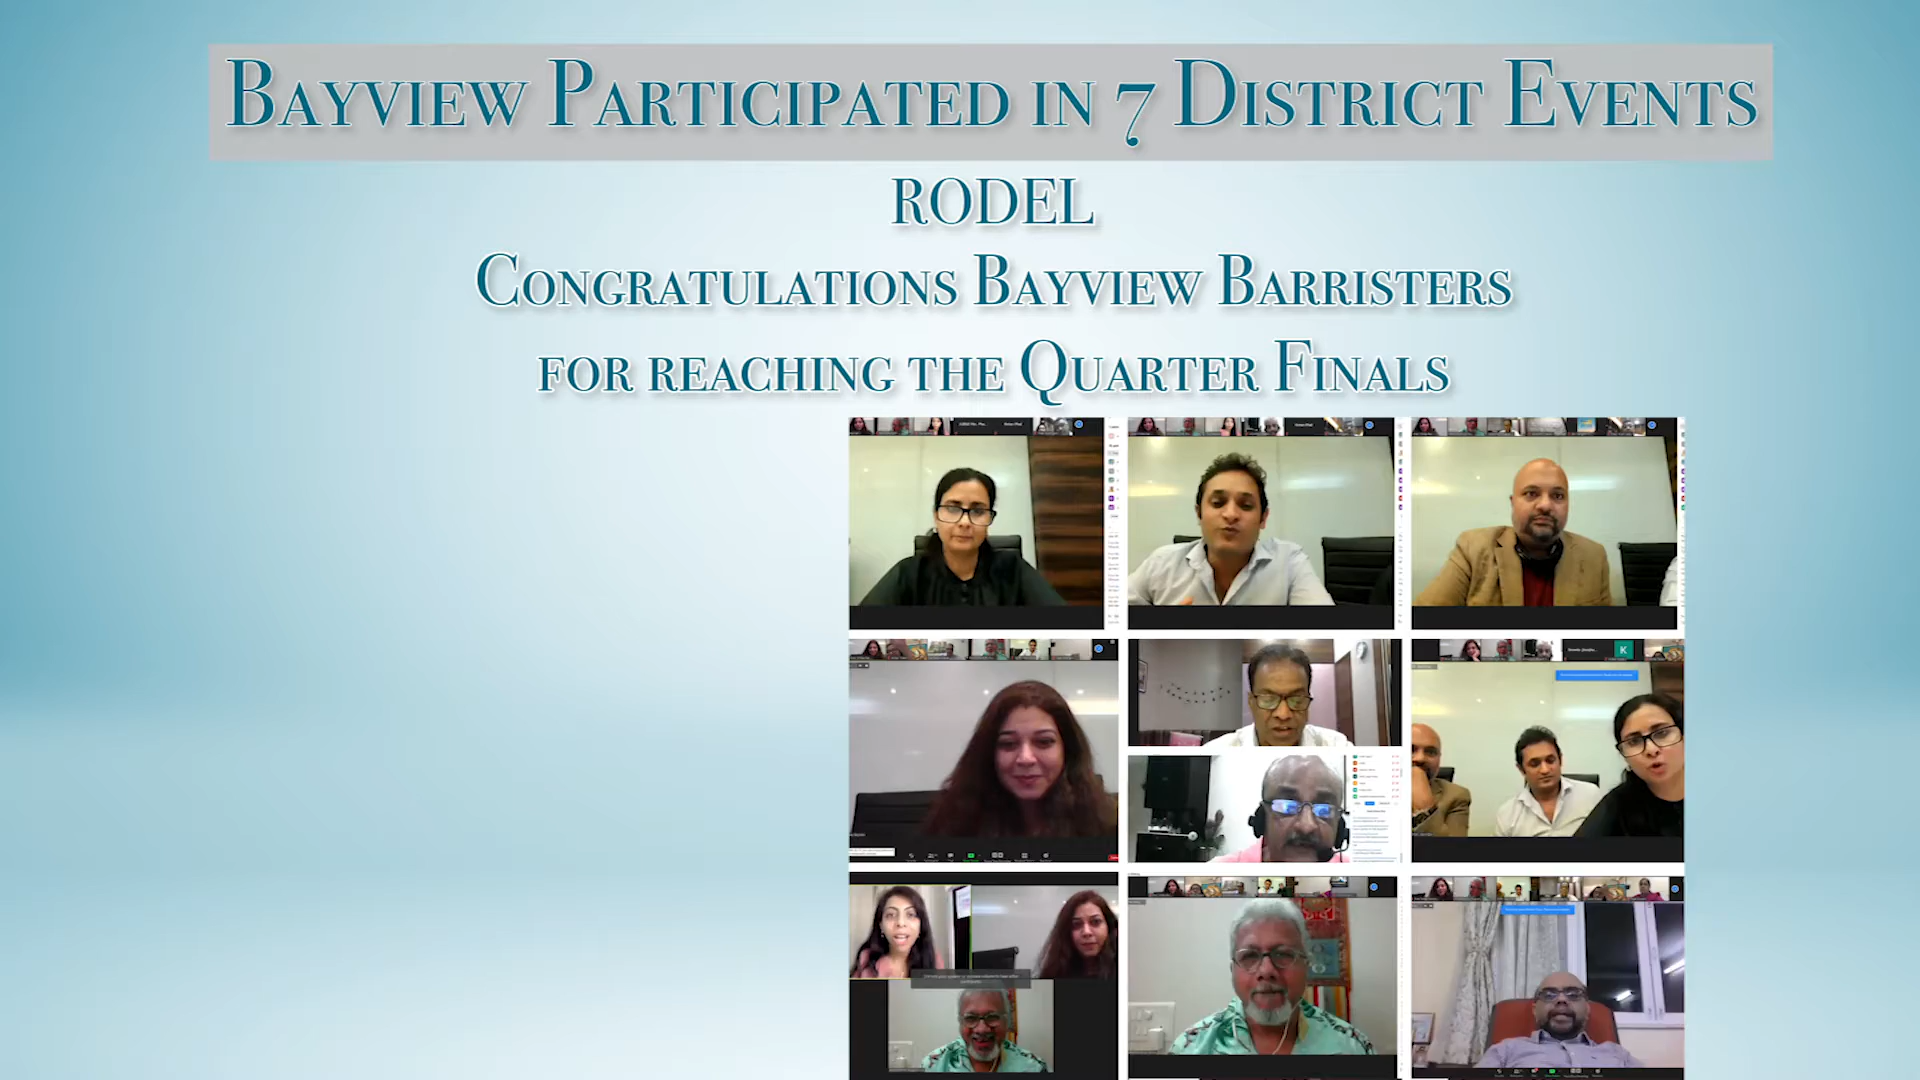 Bayview Participated in 7 District Events
RODEL
Congratulations Bayview Barristers
for reaching the Quarter Finals
K